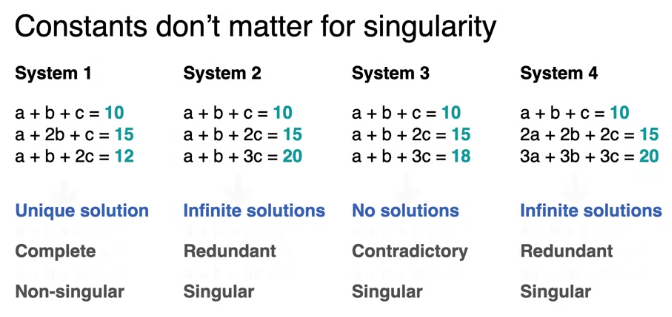 Constants don’t matter for singularity
System 1
a + b + c = 10
a + 2b + c = 15
a + b + 2c = 12
Unique solution
Complete
Non-singular
System 2
a + b + c = 10
a + b + 2c = 15
a + b + 3c = 20
Infinite solutions
Redundant
Singular
System 3
a + b + c = 10
a + b + 2c = 15
a + b + 3c = 18
No solutions
Contradictory
Singular
System 4
a + b + c = 10
2a + 2b + 2c = 15
3a + 3b + 3c = 20
Infinite solutions
Redundant
Singular